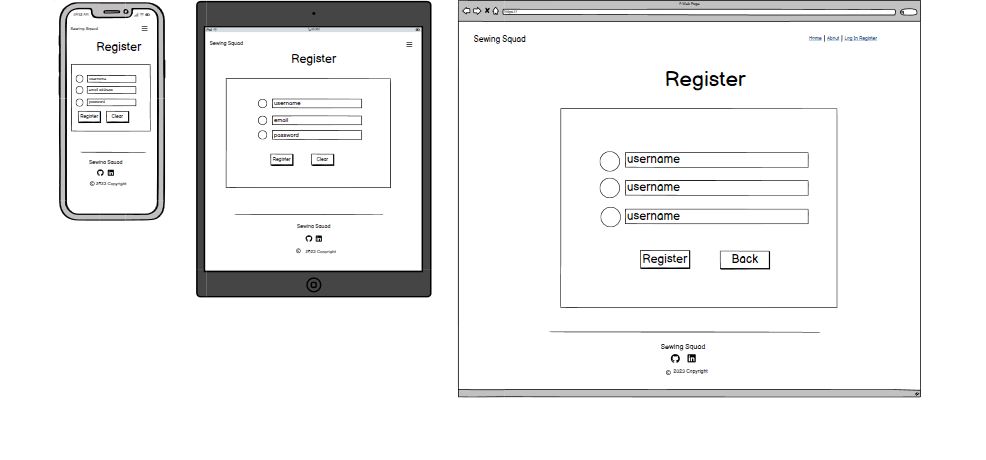 Sewing Squad
Register
username
email address
password
Register Clear
Sewing Squad
© 2023 Copyright
Sewing Squad
Register
username
email
password
Register Clear
Sewing Squad
© 2023 Copyright
Sewing Squad
Home | About | Log In Register
Register
username
username
username
Register Back
Sewing Squad
© 2023 Copyright